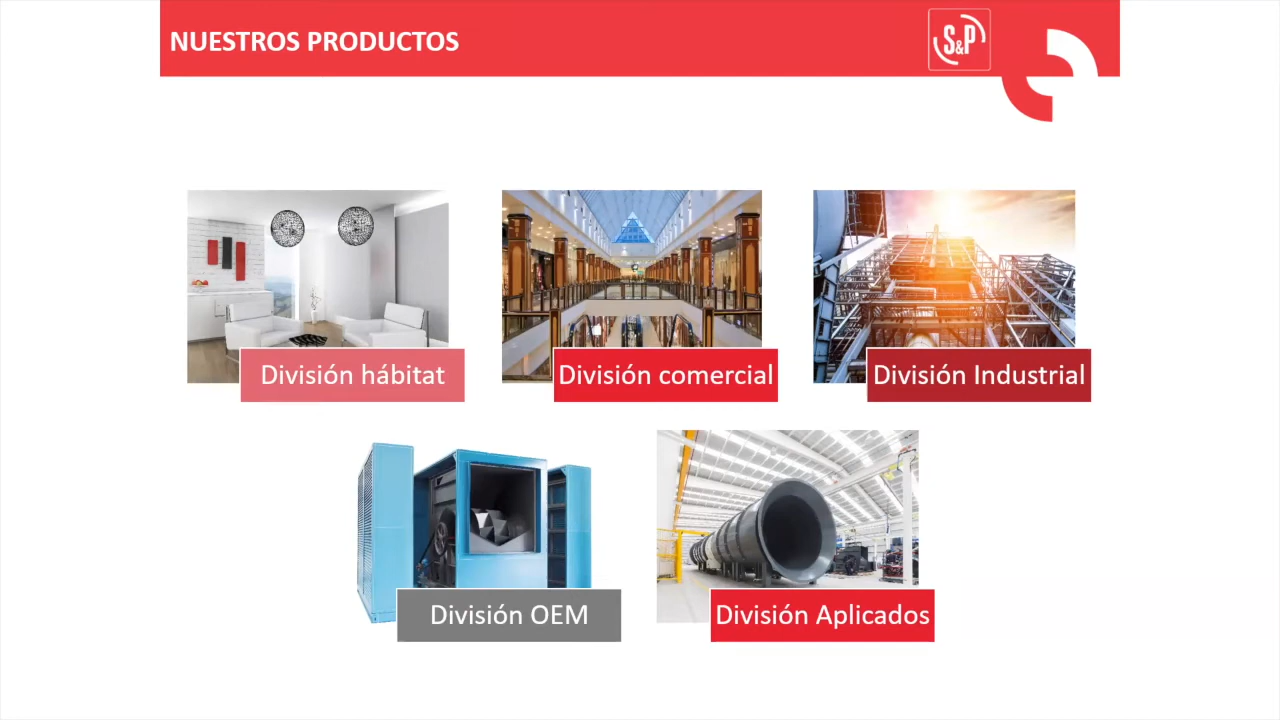 NUESTROS PRODUCTOS
S&P
División hábitat
División comercial
División Industrial
División OEM
División Aplicados